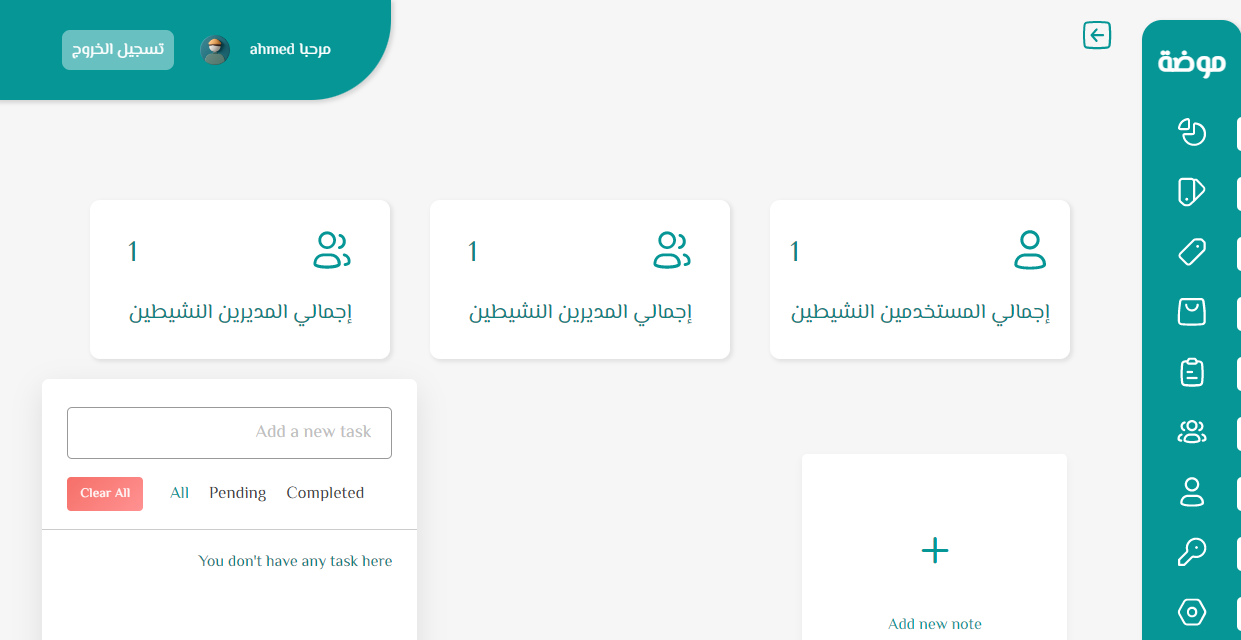 موضة
مرحبا ahmed
تسجيل الخروج
1
إجمالي المستخدمين النشيطين
1
إجمالي المديرين النشيطين
1
إجمالي المديرين النشيطين
Add a new task
Clear All
All
Pending
Completed
You don't have any task here
Add new note